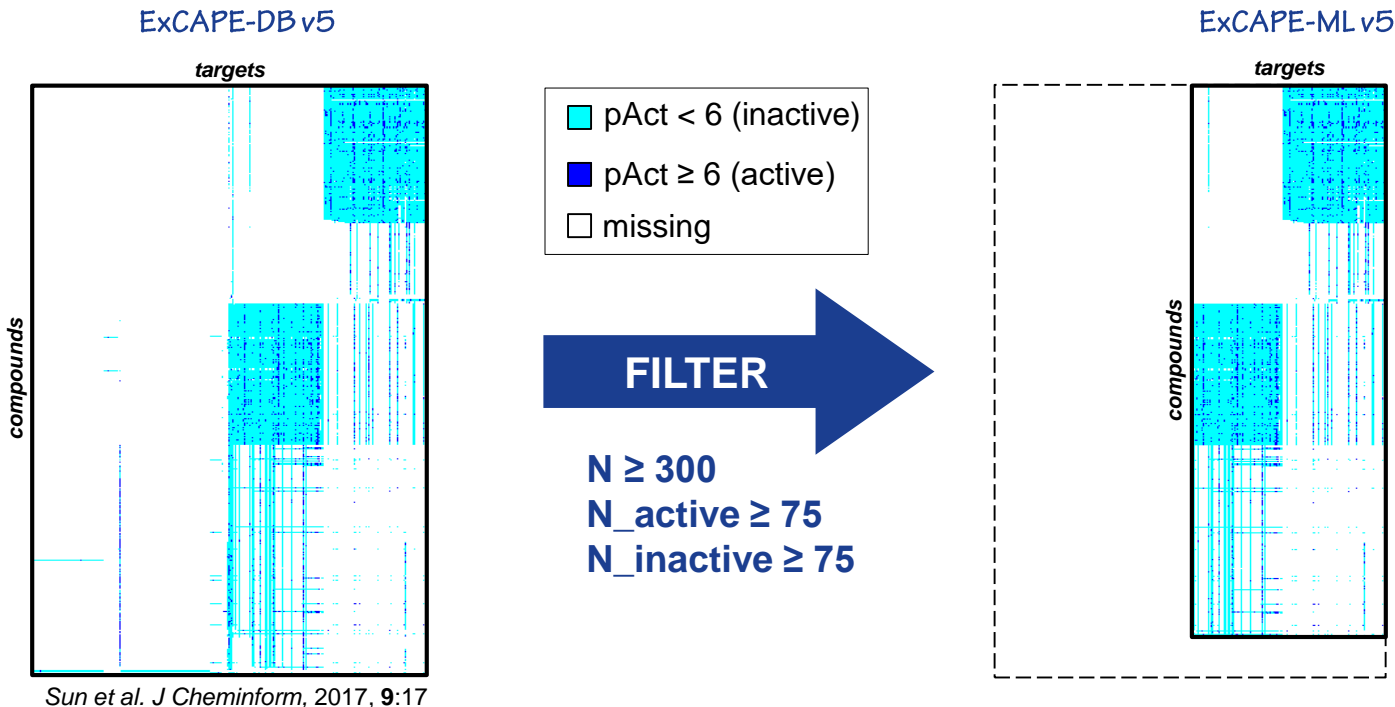 ExCAPE-DB v5
targets
compounds
Sun et al. J Cheminform, 2017, 9:17
pAct < 6 (inactive)
pAct ≥ 6 (active)
missing
FILTER
N ≥ 300
N_active ≥ 75
N_inactive ≥ 75
ExCAPE-ML v5
targets
compounds